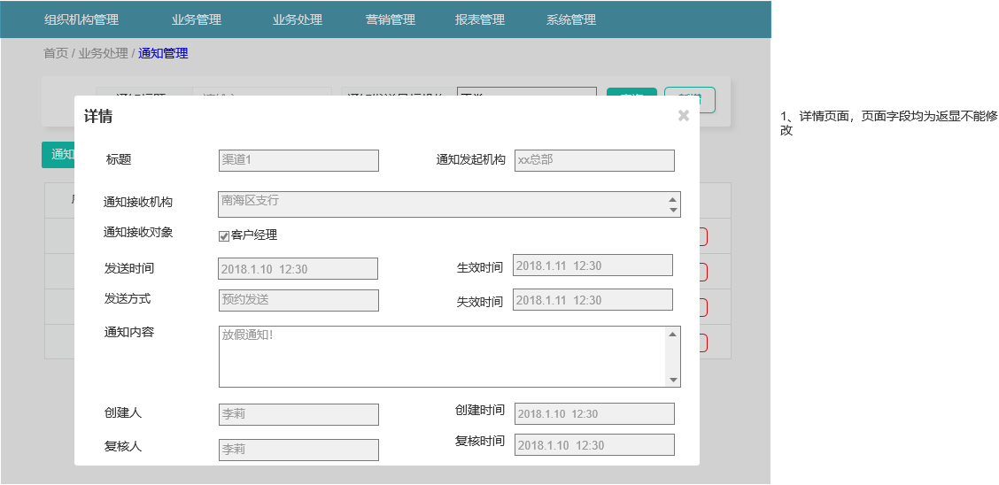 组织机构管理 业务管理 业务处理 营销管理 报表管理 系统管理
首页 / 业务处理 / 通知管理
详情
1、详情页面，页面字段均为返显不能修
改
通知
标题 渠道1 通知发起机构 xx总部
通知接收机构 南海区支行
通知接收对象 客户经理
发送时间 2018.1.10 12:30 生效时间 2018.1.11 12:30
发送方式 预约发送 失效时间 2018.1.11 12:30
通知内容 放假通知！
创建人 李莉 创建时间 2018.1.10 12:30
复核人 李莉 复核时间 2018.1.10 12:30